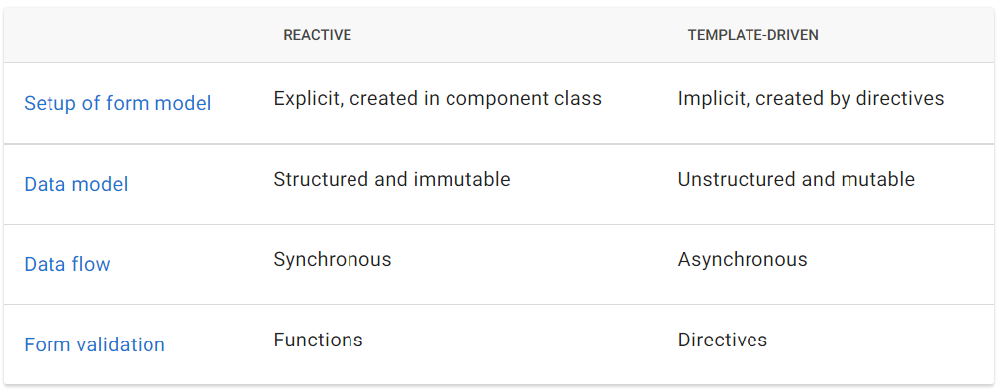 REACTIVE TEMPLATE-DRIVEN
Setup of form model Explicit, created in component class Implicit, created by directives
Data model Structured and immutable Unstructured and mutable
Data flow Synchronous Asynchronous
Form validation Functions Directives